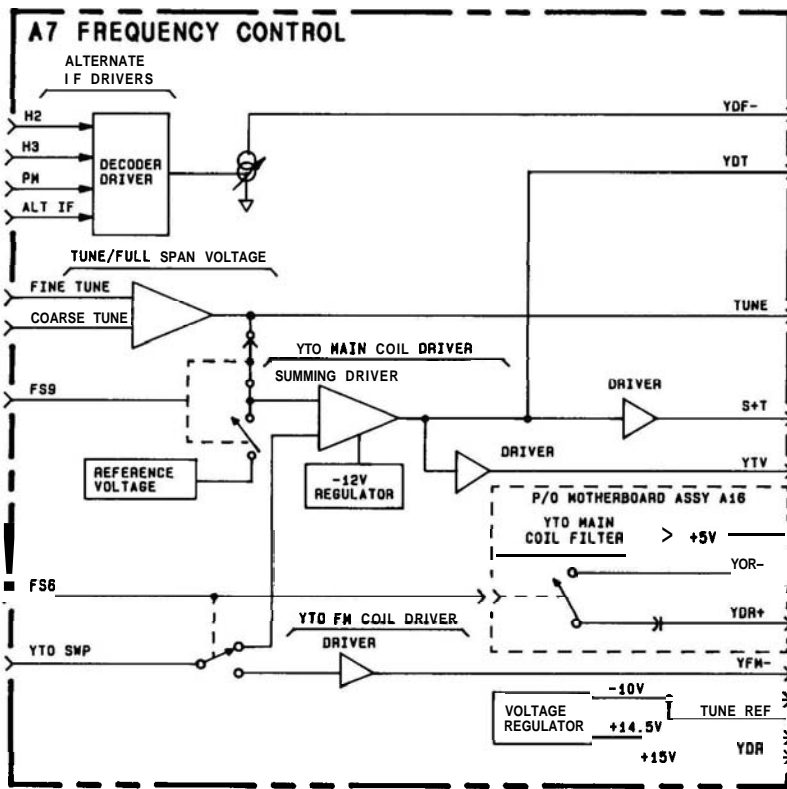 A7 FREQUENCY CONTROL
ALTERNATE
IF DRIVERS
H2
H3
PM
ALT IF
DECODER
DRIVER
YDF-
YDT
TUNE/FULL SPAN VOLTAGE
FINE TUNE
COARSE TUNE
TUNE
YTO MAIN COIL DRIVER
SUMMING DRIVER
FS9
DRIVER
S+T
REFERENCE
VOLTAGE
-12V
REGULATOR
DRIVER
YTV
P/O MOTHERBOARD ASSY A16
YTO MAIN
COIL FILTER
> +5V
YOR-
FS6
YDR+
YTO FM COIL DRIVER
DRIVER
YTO SWP
YFM-
VOLTAGE
REGULATOR
-10V
+14.5V
+15V
TUNE REF
YDR